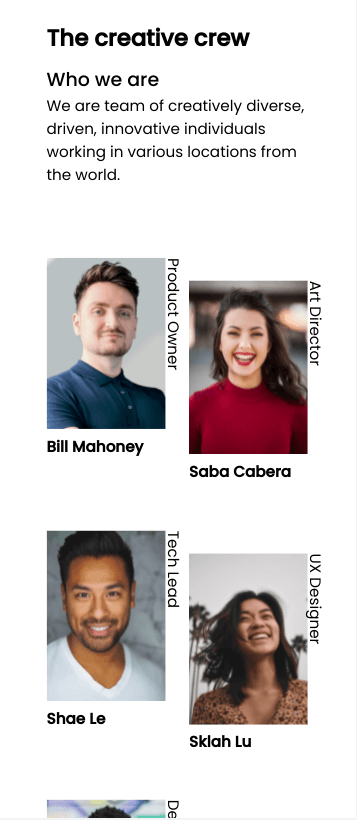 The creative crew
Who we are
We are team of creatively diverse,
driven, innovative individuals
working in various locations from
the world.
Product Owner
Bill Mahoney
Art Director
Saba Cabera
Tech Lead
Shae Le
UX Designer
Sklah Lu
De